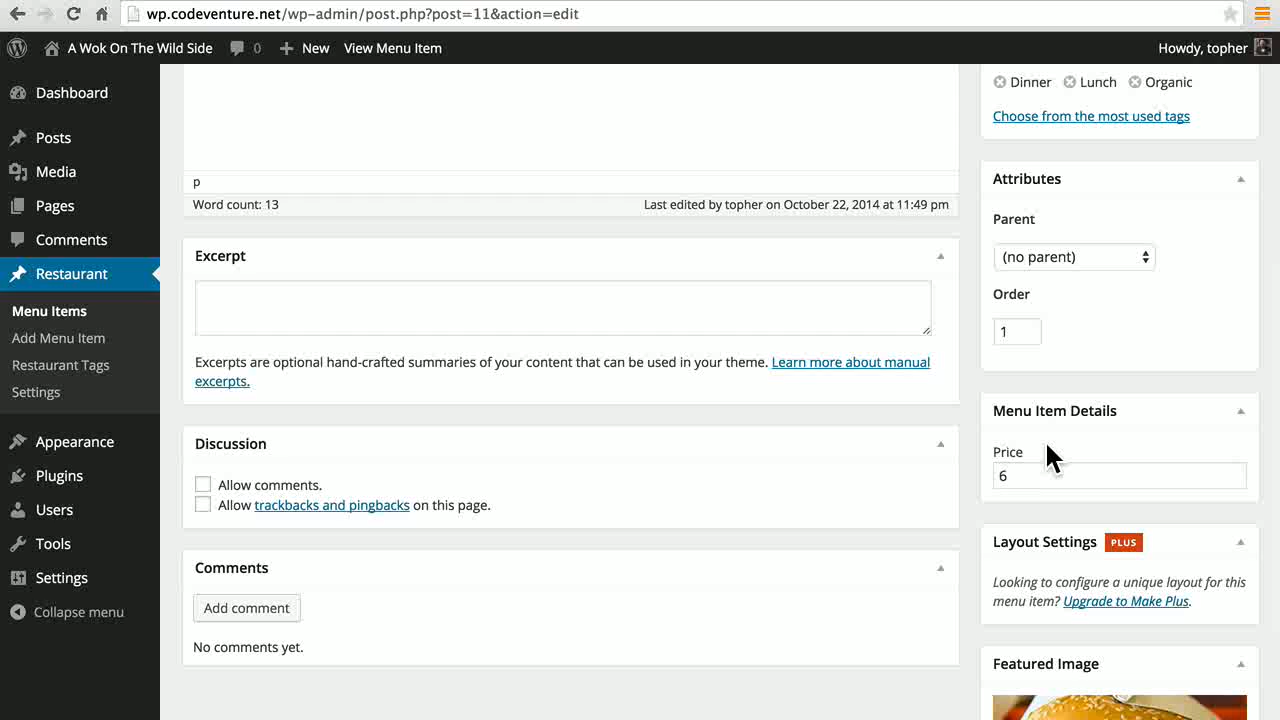 wp.codeventure.net/wp-admin/post.php?post=11&action=edit
A Wok On The Wild Side
0
New
View Menu Item
Howdy, topher
Dashboard
Posts
Media
Pages
Comments
Restaurant
Menu Items
Add Menu Item
Restaurant Tags
Settings
Appearance
Plugins
Users
Tools
Settings
Collapse menu
p
Word count: 13
Last edited by topher on October 22, 2014 at 11:49 pm
Excerpt
Excerpts are optional hand-crafted summaries of your content that can be used in your theme. Learn more about manual
excerpts.
Discussion
Allow comments.
Allow trackbacks and pingbacks on this page.
Comments
Add comment
No comments yet.
Dinner Lunch Organic
Choose from the most used tags
Attributes
Parent
(no parent)
Order
1
Menu Item Details
Price
6
Layout Settings PLUS
Looking to configure a unique layout for this
menu item? Upgrade to Make Plus.
Featured Image